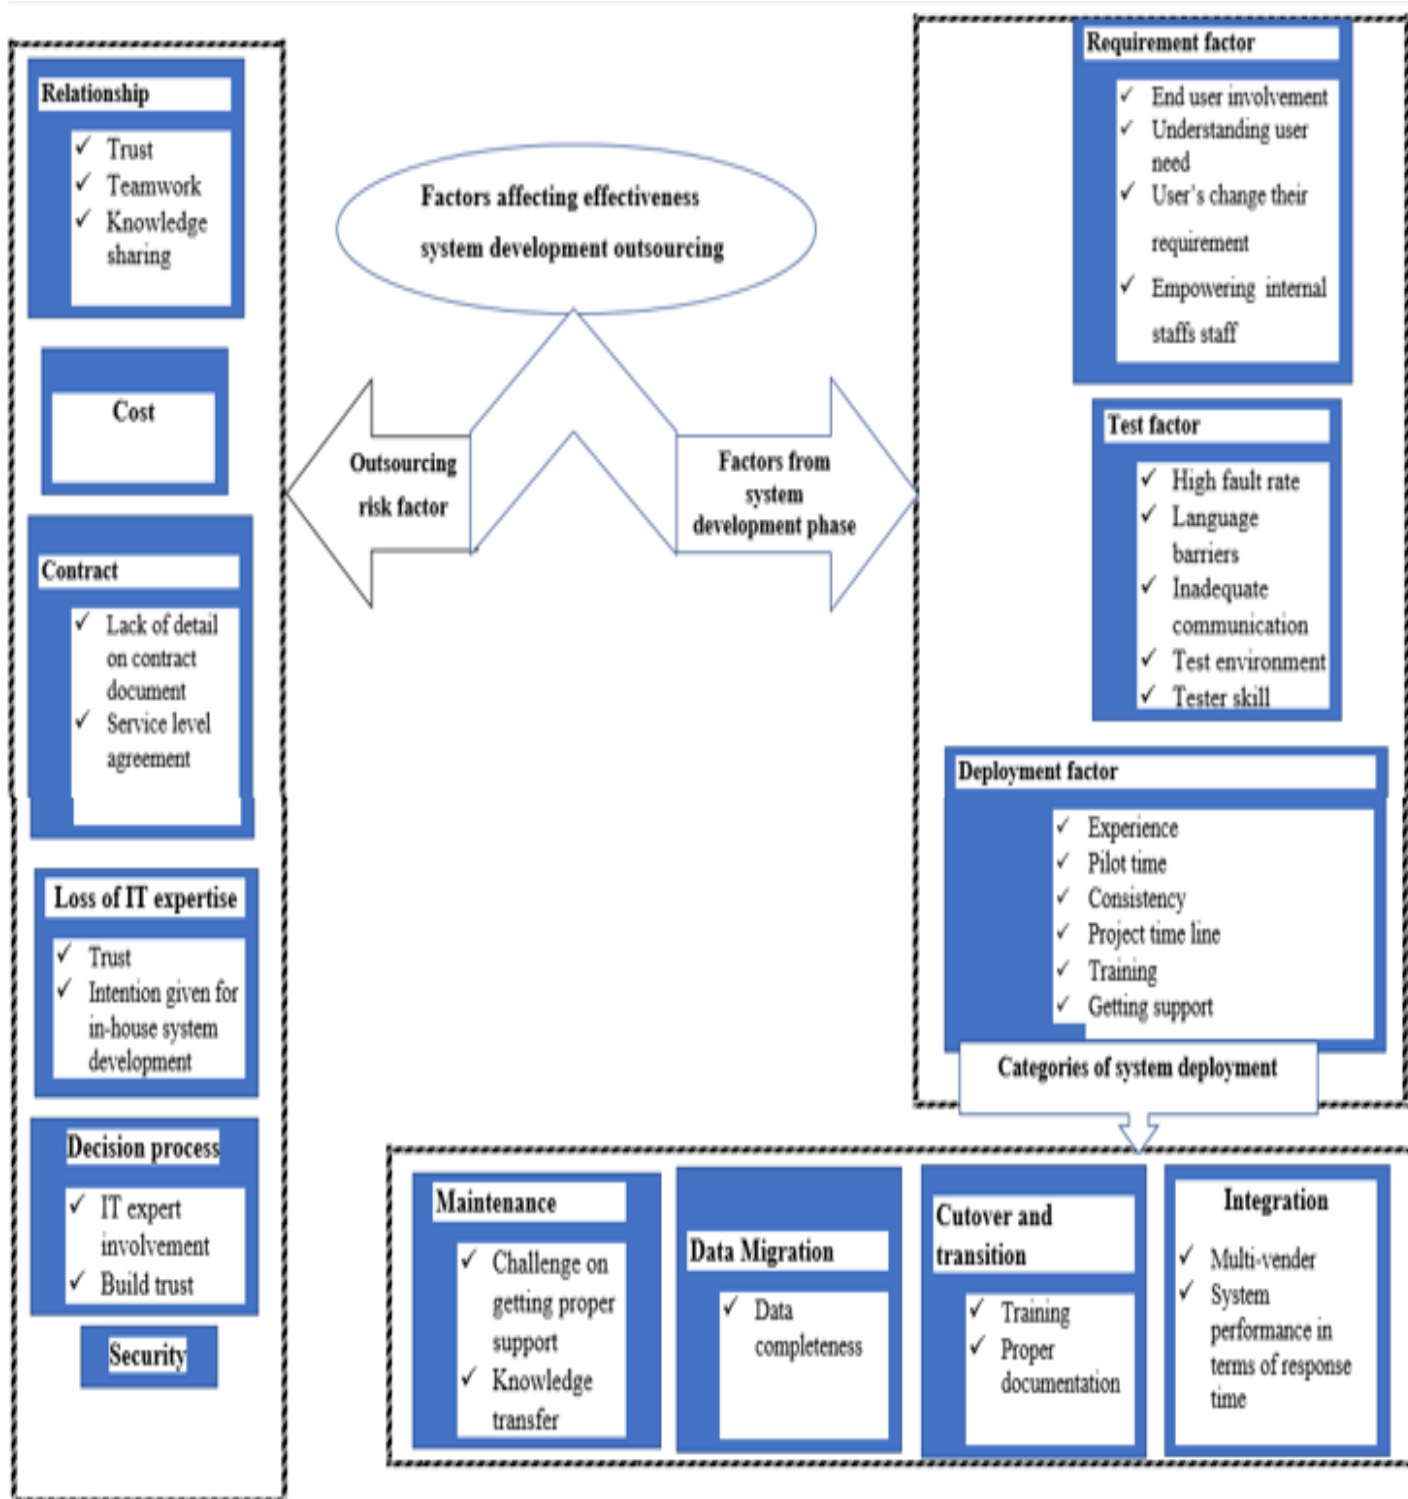 Factors affecting effectiveness
system development outsourcing
Outsourcing
risk factor
Factors from
system
development phase
Relationship
✓ Trust
✓ Teamwork
✓ Knowledge
sharing
Cost
Contract
✓ Lack of detail
on contract
document
✓ Service level
agreement
Loss of IT expertise
✓ Trust
✓ Intention given for
in-house system
development
Decision process
✓ IT expert
involvement
✓ Build trust
Security
Requirement factor
✓ End user involvement
✓ Understanding user
need
✓ User's change their
requirement
✓ Empowering internal
staffs staff
Test factor
✓ High fault rate
✓ Language
barriers
✓ Inadequate
communication
✓ Test environment
✓ Tester skill
Deployment factor
✓ Experience
✓ Pilot time
✓ Consistency
✓ Project time line
✓ Training
✓ Getting support
Categories of system deployment
Maintenance
✓ Challenge on
getting proper
support
✓ Knowledge
transfer
Data Migration
✓ Data
completeness
Cutover and
transition
✓ Training
✓ Proper
documentation
Integration
✓ Multi-vender
✓ System
performance in
terms of response
time